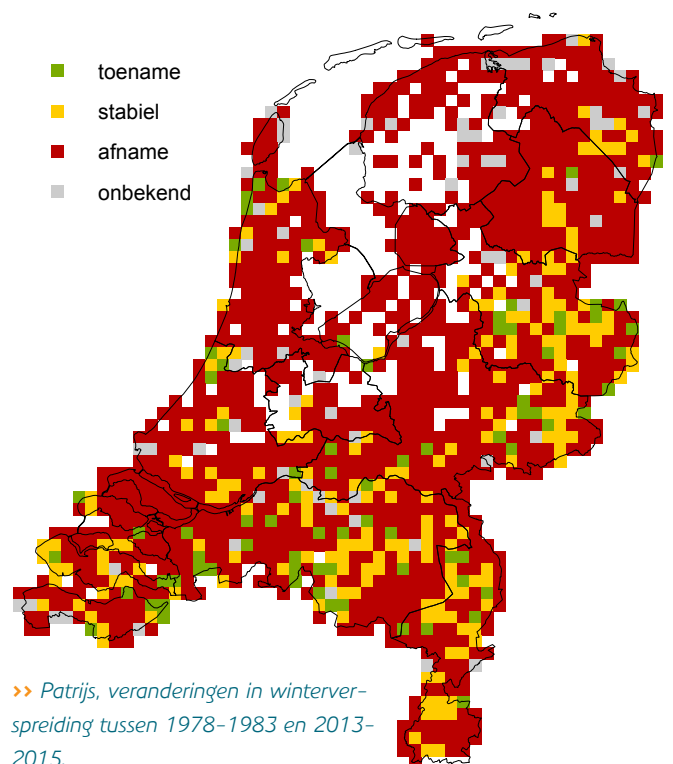 toename
stabiel
afname
onbekend
>> Patrijs, veranderingen in winterver-
spreiding tussen 1978-1983 en 2013-
2015.